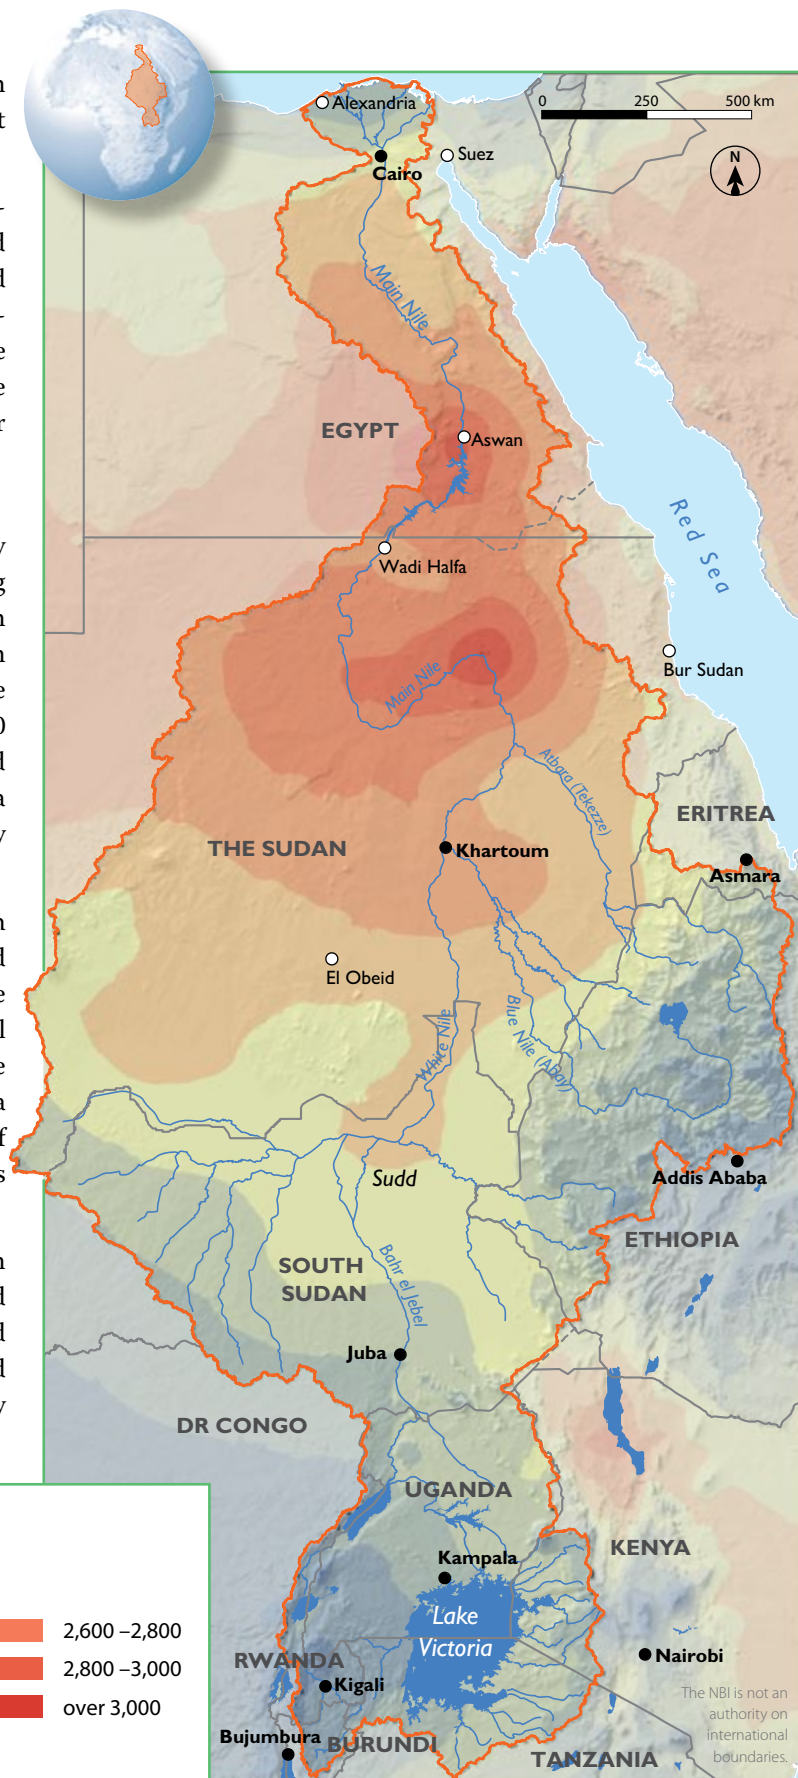 n
t
-
d
d
-
e
e
r
y
g
n
n
e
0
d
a
y
n
d
e
l
e
a
f
s
n
d
d
d
y
Alexandria
Cairo
Suez
0 250 500 km
N
Main Nile
EGYPT
Aswan
Red Sea
Wadi Halfa
Bur Sudan
Main Nile
Atbara (Tekezze)
ERITREA
THE SUDAN
Khartoum
Asmara
El Obeid
White Nile
Blue Nile (Abay)
Sudd
Addis Ababa
ETHIOPIA
SOUTH
SUDAN
Bahr el Jebel
Juba
DR CONGO
UGANDA
KENYA
Kampala
Lake
Victoria
RWANDA
Kigali
Nairobi
Bujumbura
BURUNDI
TANZANIA
2,600 –2,800
2,800 –3,000
over 3,000
The NBI is not an
authority on
international
boundaries.